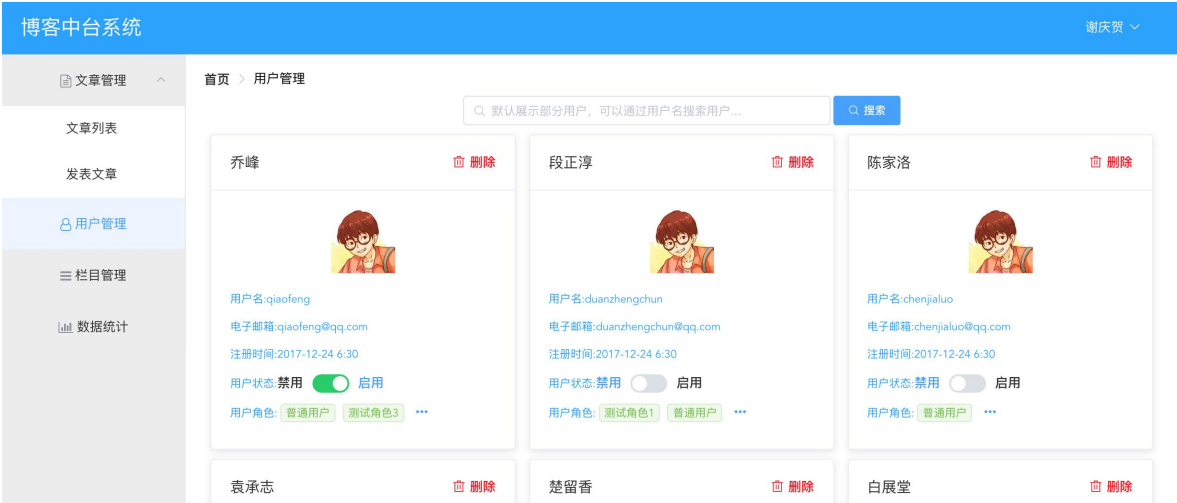 博客中台系统
谢庆贺
文章管理
文章列表
发表文章
用户管理
栏目管理
数据统计
首页 > 用户管理
默认展示部分用户，可以通过用户名搜索用户...
搜索
乔峰 删除
用户名:qiaofeng
电子邮箱:qiaofeng@qq.com
注册时间:2017-12-24 6:30
用户状态:禁用 启用
用户角色: 普通用户 测试角色3 •••
段正淳 删除
用户名:duanzhengchun
电子邮箱:duanzhengchun@qq.com
注册时间:2017-12-24 6:30
用户状态:禁用 启用
用户角色: 测试角色1 普通用户 •••
陈家洛 删除
用户名:chenjialuo
电子邮箱:chenjialuo@qq.com
注册时间:2017-12-24 6:30
用户状态:禁用 启用
用户角色: 普通用户 •••
袁承志 删除
楚留香 删除
白展堂 删除